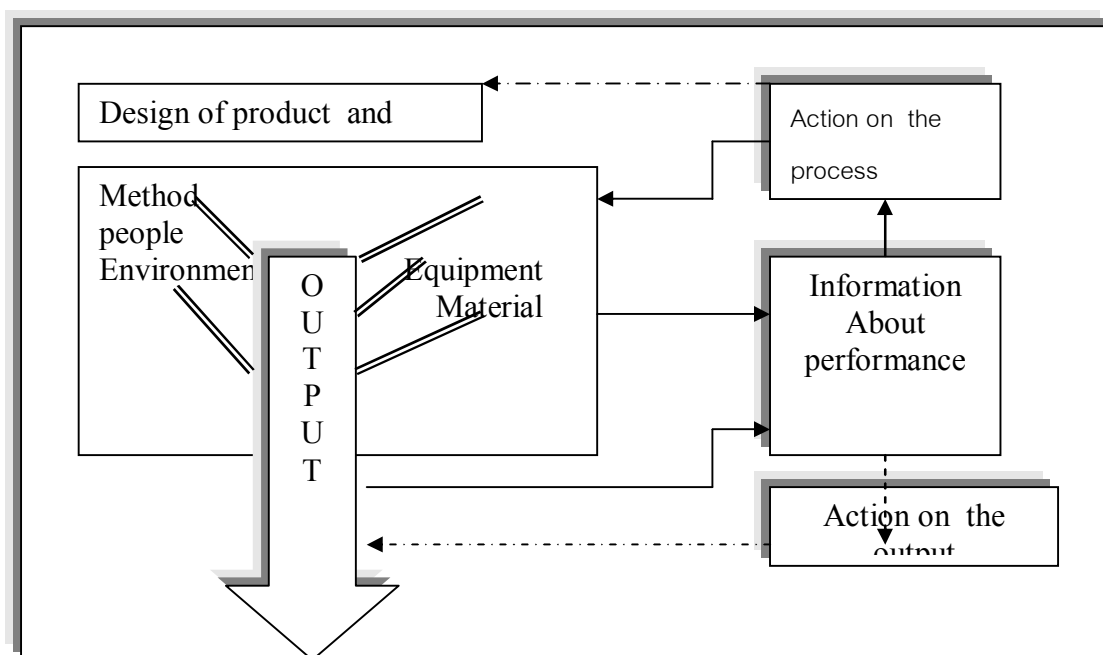 Design of product and
Action on the
process
Method
people
Environmen
Equipment
Material
O
U
T
P
U
T
Information
About
performance
Action on the
output